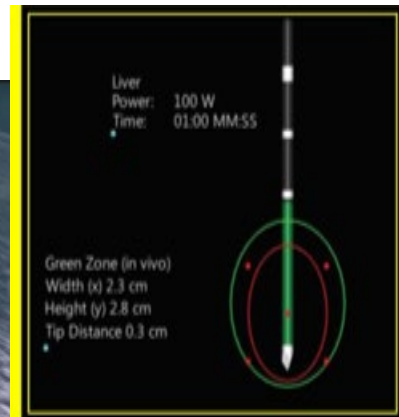 Liver
Power: 100 W
Time: 01:00 MM:SS
Green Zone (in vivo)
Width (x) 2.3 cm
Height (y) 2.8 cm
Tip Distance 0.3 cm